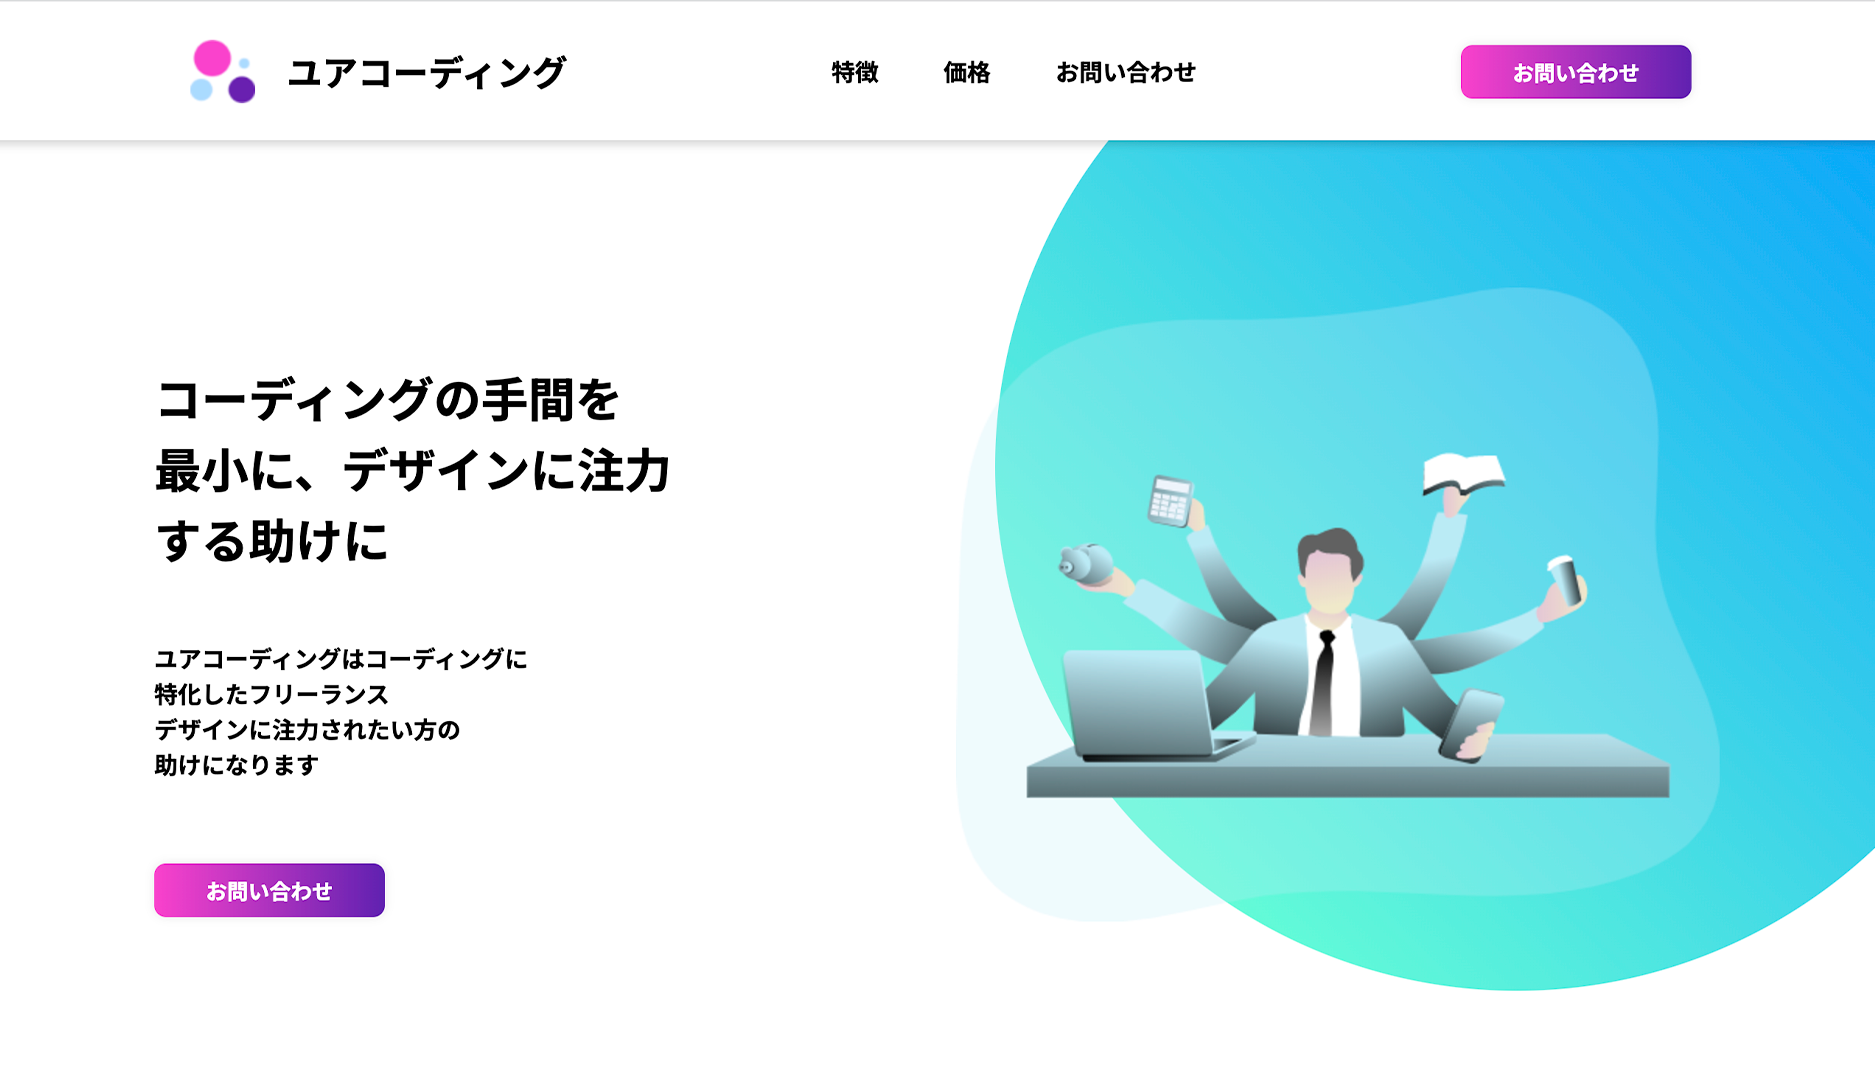 ユアコーディング
特徴
価格
お問い合わせ
お問い合わせ
コーディングの手間を
最小に、デザインに注力
する助けに
ユアコーディングはコーディングに
特化したフリーランス
デザインに注力されたい方の
助けになります
お問い合わせ